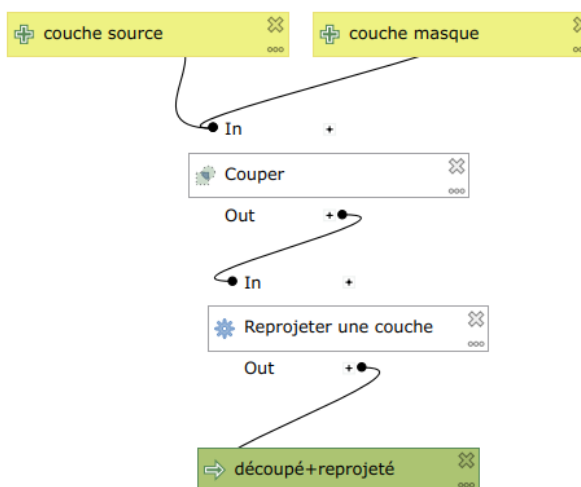 couche source
couche masque
In
Couper
Out
In
Reprojeter une couche
Out
découpé+reprojeté